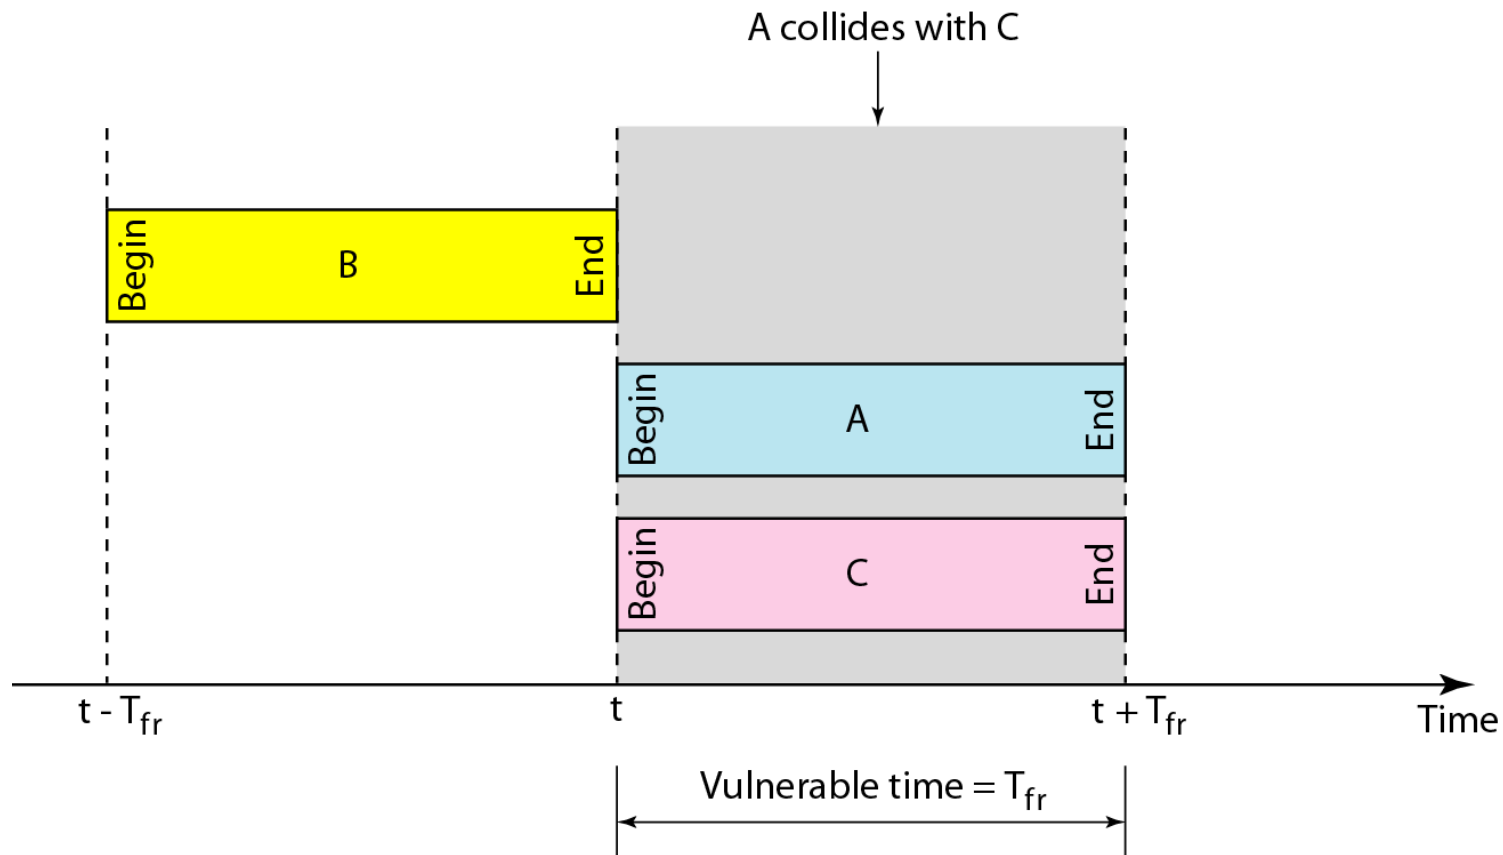 A collides with C
Begin
B
End
Begin
A
End
Begin
C
End
t - Tfr
t
t + Tfr
Time
Vulnerable time = Tfr